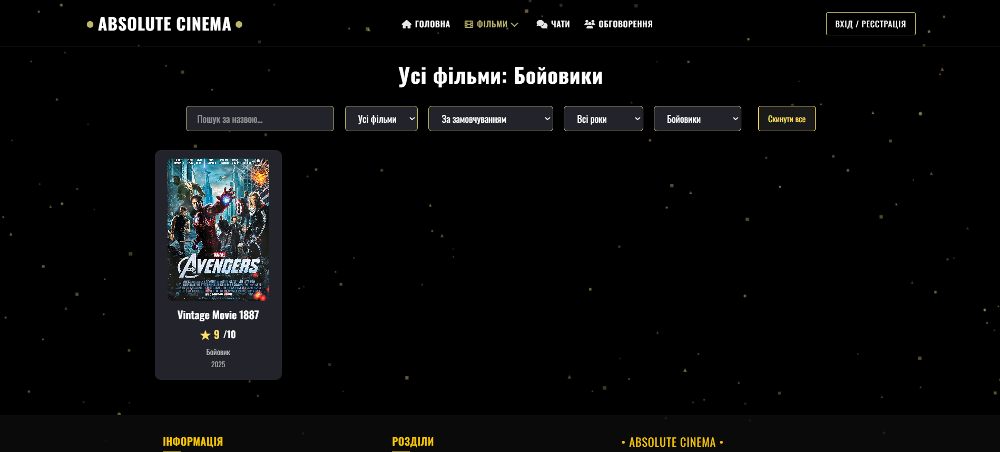 • ABSOLUTE CINEMA •
ГОЛОВНА
ФІЛЬМИ
ЧАТИ
ОБГОВОРЕННЯ
ВХІД / РЕЄСТРАЦІЯ
Усі фільми: Бойовики
Пошук за назвою...
Усі фільми
За замовчуванням
Всі роки
Бойовики
Скинути все
MARVEL
AVENGERS
Vintage Movie 1887
9 /10
Бойовик
2025
ІНФОРМАЦІЯ
РОЗДІЛИ
• ABSOLUTE CINEMA •